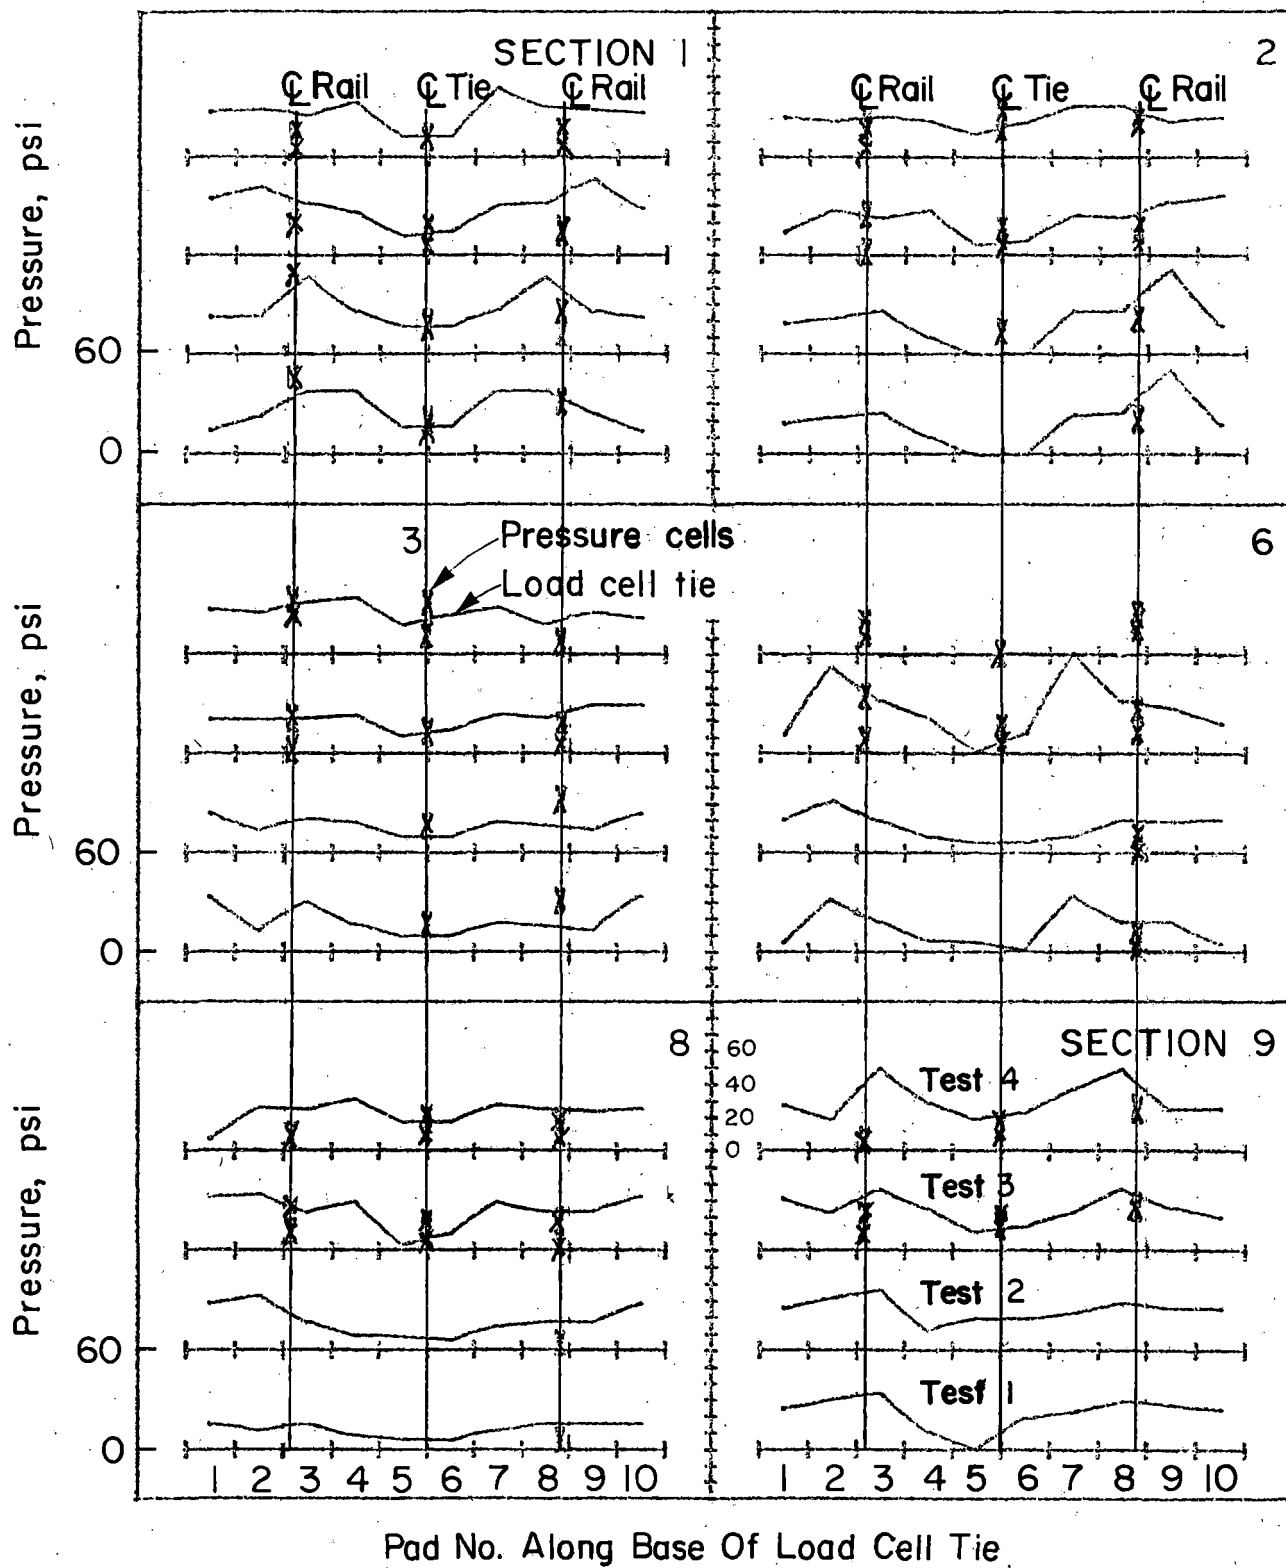 SECTION 1
2
℄ Rail ℄ Tie ℄ Rail
℄ Rail ℄ Tie ℄ Rail
Pressure, psi
60
0
3
Pressure cells
Load cell tie
6
Pressure, psi
60
0
8
SECTION 9
60
40
20
0
Test 4
Test 3
Test 2
Test 1
Pressure, psi
60
0
1 2 3 4 5 6 7 8 9 10
1 2 3 4 5 6 7 8 9 10
Pad No. Along Base Of Load Cell Tie